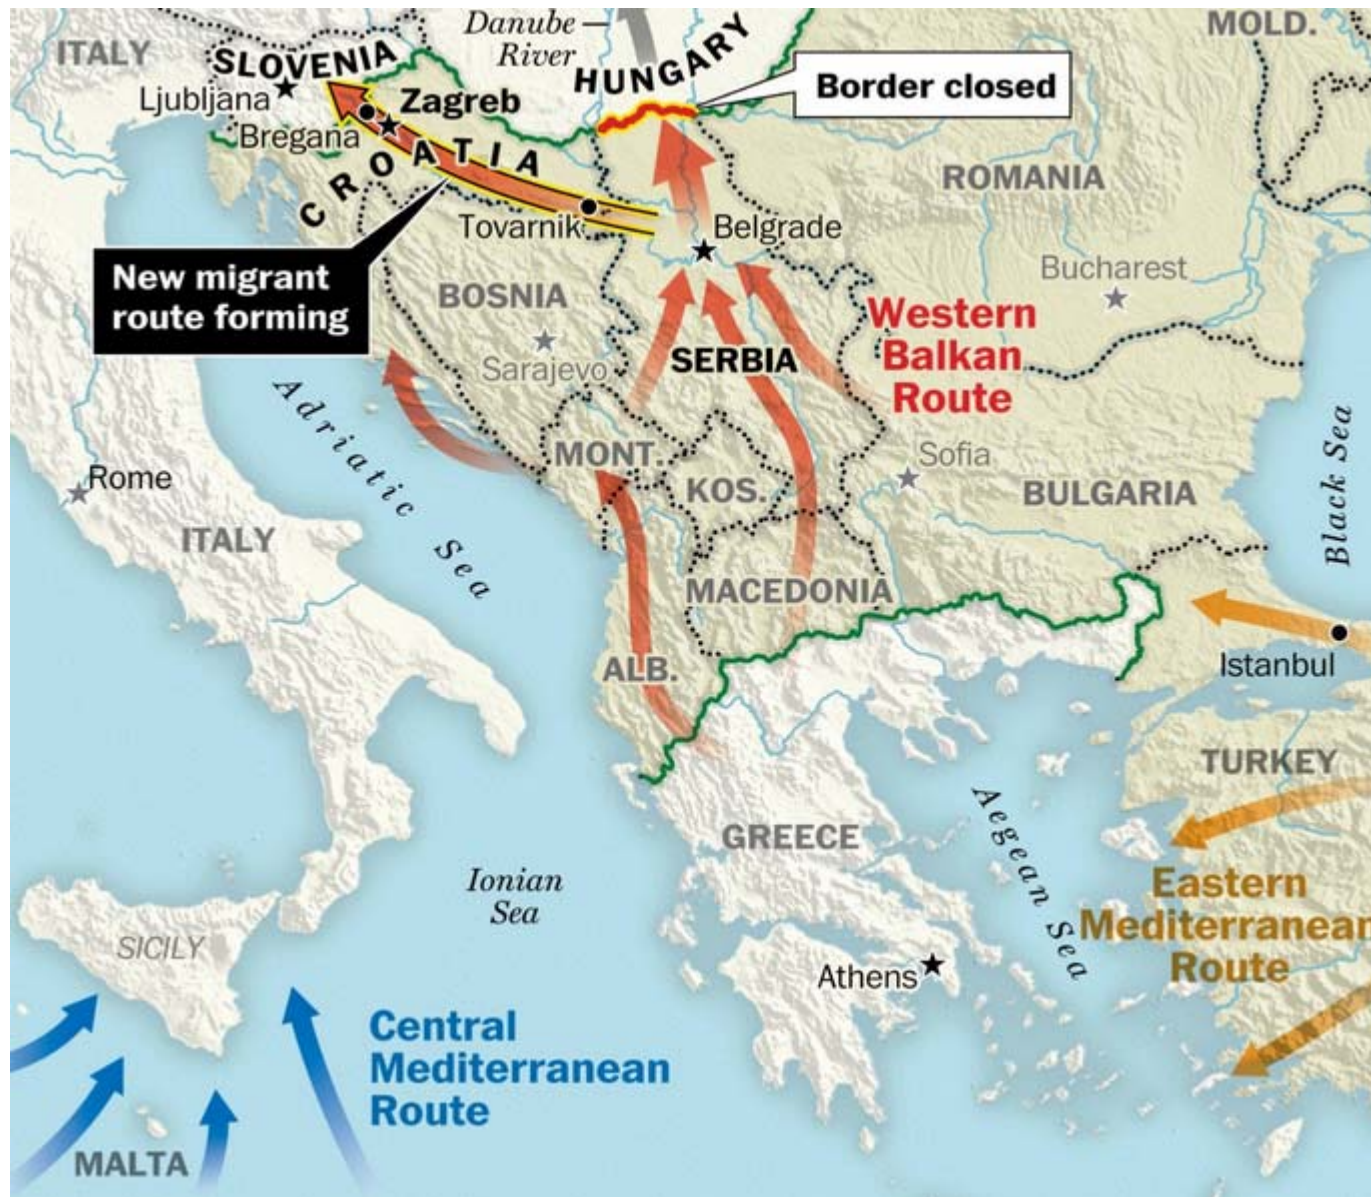 Danube
River
MOLD.
ITALY
SLOVENIA
HUNGARY
Border closed
Ljubljana
Zagreb
Bregana
CROATIA
ROMANIA
Tovarnik
Belgrade
New migrant
route forming
BOSNIA
Bucharest
Western
Balkan
Route
Sarajevo
SERBIA
Adriatic Sea
Black Sea
MONT.
Sofia
Rome
KOS.
BULGARIA
ITALY
MACEDONIA
ALB.
Istanbul
TURKEY
GREECE
Aegean Sea
Ionian
Sea
Eastern
Mediterranean
Route
SICILY
Athens
Central
Mediterranean
Route
MALTA